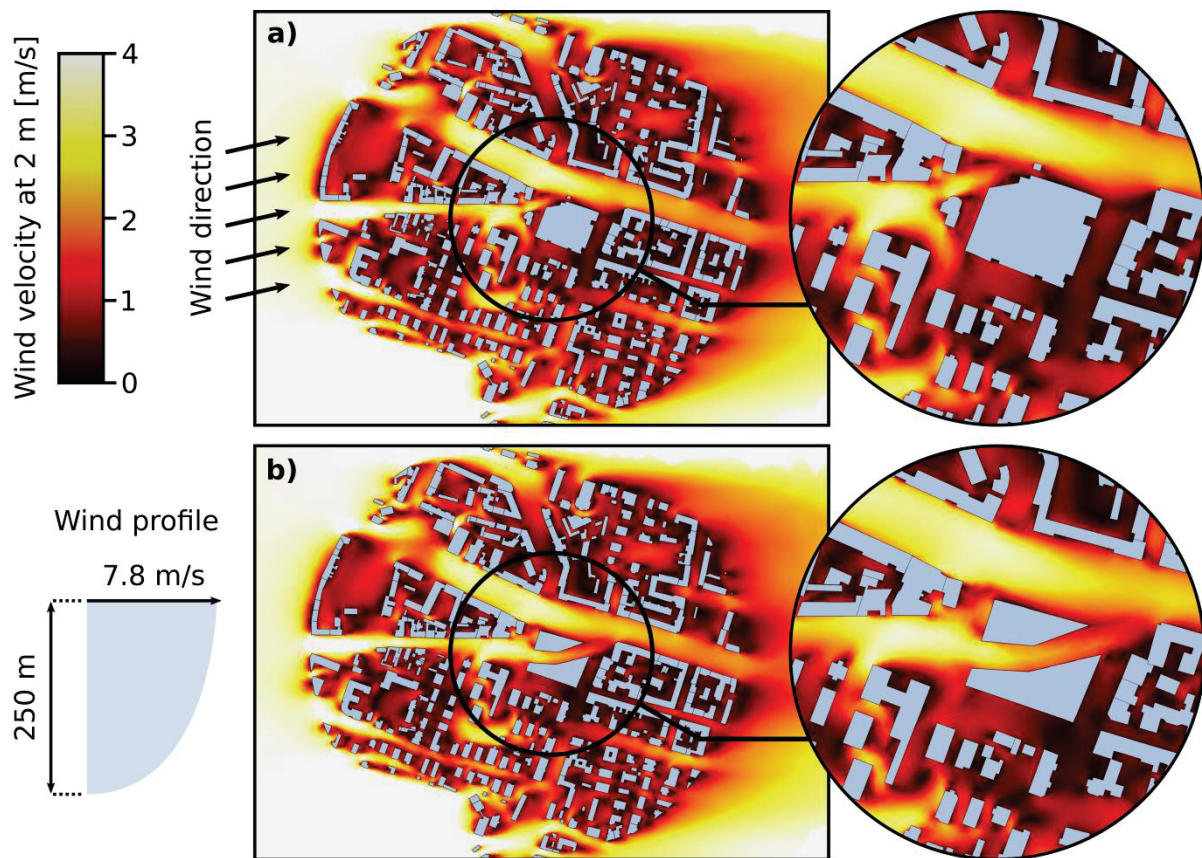 Wind velocity at 2 m [m/s]
4
3
2
1
0
Wind direction
a)
b)
Wind profile
7.8 m/s
250 m